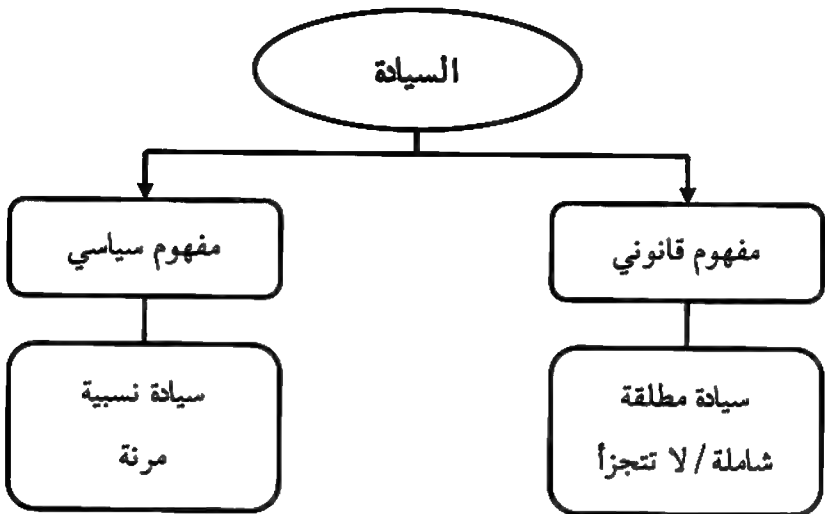 السيادة
مفهوم قانوني
مفهوم سياسي
سيادة مطلقة
شاملة / لا تتجزأ
سيادة نسبية
مرنة